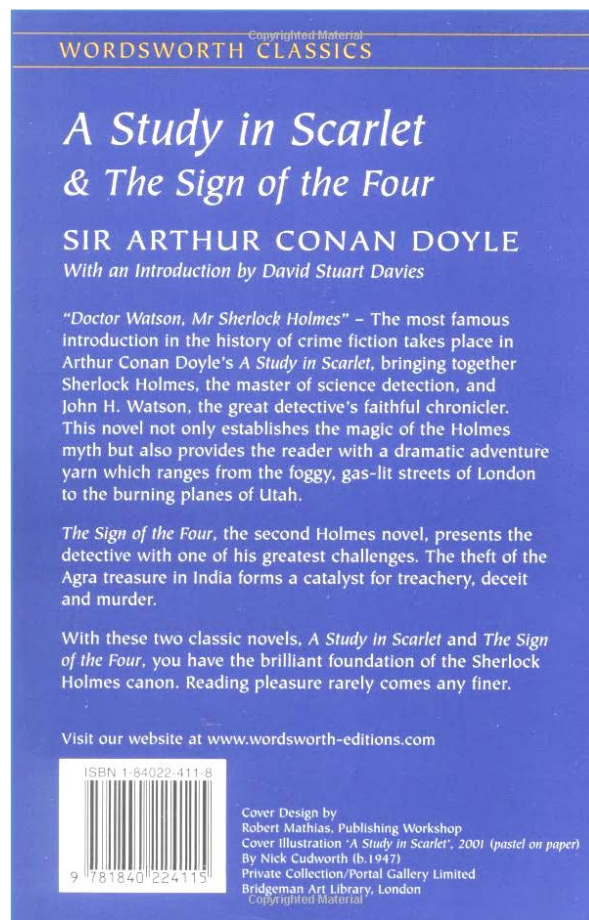 Copyrighted Material
WORDSWORTH CLASSICS
A Study in Scarlet
& The Sign of the Four
SIR ARTHUR CONAN DOYLE
With an Introduction by David Stuart Davies
“Doctor Watson, Mr Sherlock Holmes” – The most famous
introduction in the history of crime fiction takes place in
Arthur Conan Doyle’s A Study in Scarlet, bringing together
Sherlock Holmes, the master of science detection, and
John H. Watson, the great detective’s faithful chronicler.
This novel not only establishes the magic of the Holmes
myth but also provides the reader with a dramatic adventure
yarn which ranges from the foggy, gas-lit streets of London
to the burning planes of Utah.
The Sign of the Four, the second Holmes novel, presents the
detective with one of his greatest challenges. The theft of the
Agra treasure in India forms a catalyst for treachery, deceit
and murder.
With these two classic novels, A Study in Scarlet and The Sign
of the Four, you have the brilliant foundation of the Sherlock
Holmes canon. Reading pleasure rarely comes any finer.
Visit our website at www.wordsworth-editions.com
ISBN 1-84022-411-8
9 781840 224115
Cover Design by
Robert Mathias, Publishing Workshop
Cover Illustration ‘A Study in Scarlet’, 2001 (pastel on paper)
By Nick Cudworth (b.1947)
Private Collection/Portal Gallery Limited
Bridgeman Art Library, London
Copyrighted Material